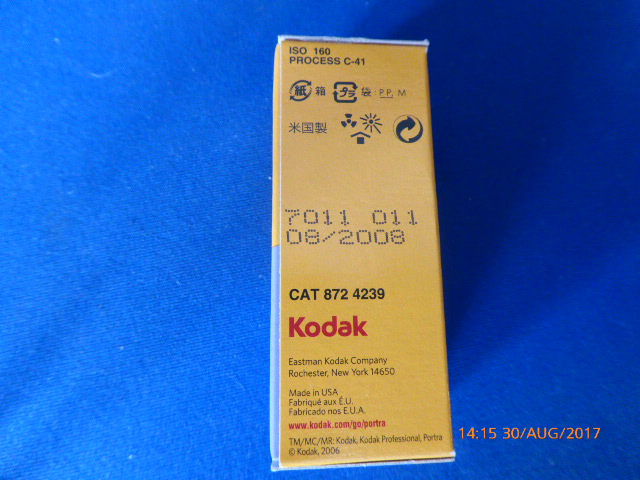 ISO 160
PROCESS C-41
紙 箱 プラ 袋 P.P, M
米国製
7011 011
08/2008
CAT 872 4239
Kodak
Eastman Kodak Company
Rochester, New York 14650
Made in USA
Fabriqué aux É.U.
Fabricado nos E.U.A.
www.kodak.com/go/portra
TM/MC/MR: Kodak, Kodak Professional, Portra
© Kodak, 2006
14:15 30/AUG/2017